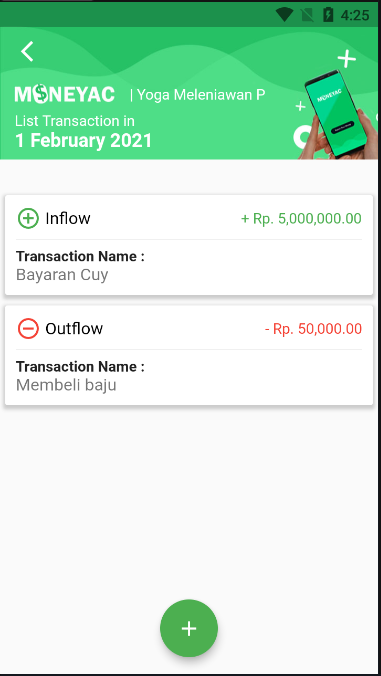 4:25
MONEYAC | Yoga Meleniawan P
MONEYAC
List Transaction in
1 February 2021
Inflow + Rp. 5,000,000.00
Transaction Name :
Bayaran Cuy
Outflow - Rp. 50,000.00
Transaction Name :
Membeli baju